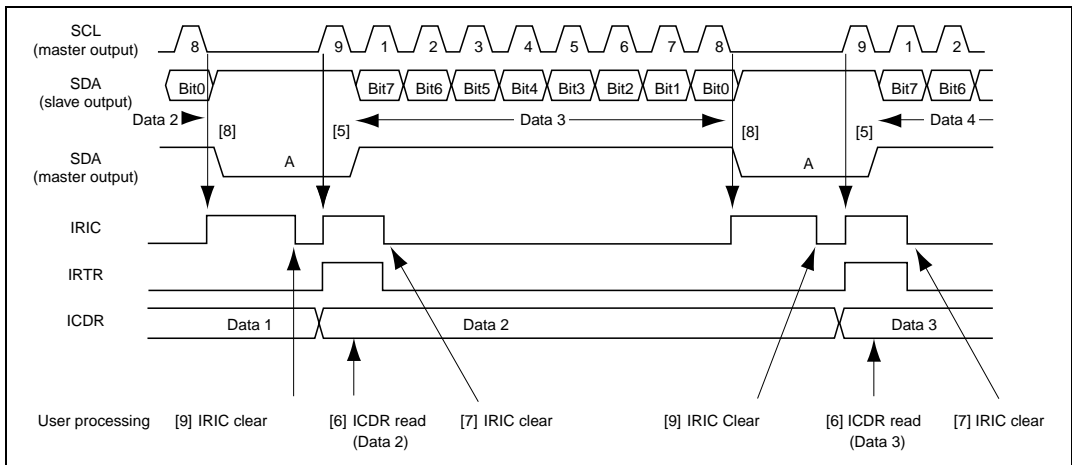 SCL
(master output)
8 9 1 2 3 4 5 6 7 8 9 1 2
SDA
(slave output)
Bit0 Bit7 Bit6 Bit5 Bit4 Bit3 Bit2 Bit1 Bit0 Bit7 Bit6
Data 2 [8] [5] Data 3 [8] [5] Data 4
SDA
(master output)
A A
IRIC
IRTR
ICDR
Data 1 Data 2 Data 3
User processing [9] IRIC clear [6] ICDR read [7] IRIC clear [9] IRIC Clear [6] ICDR read [7] IRIC clear
(Data 2) (Data 3)